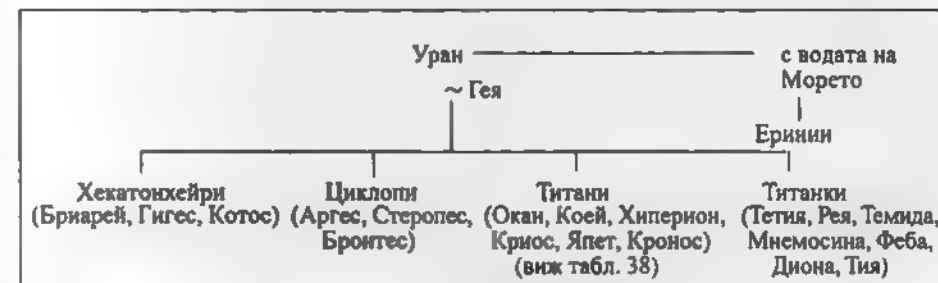 Уран с водата на
Морето
~ Гея
Еринии
Хекатонхейри
(Бриарей, Гигес, Котос)
Циклопи
(Аргес, Стеропес,
Бронтес)
Титани
(Окан, Коей, Хиперион,
Криос, Япет, Кронос)
(виж табл. 38)
Титанки
(Тетия, Рея, Темида,
Мнемосина, Феба,
Диона, Тия)